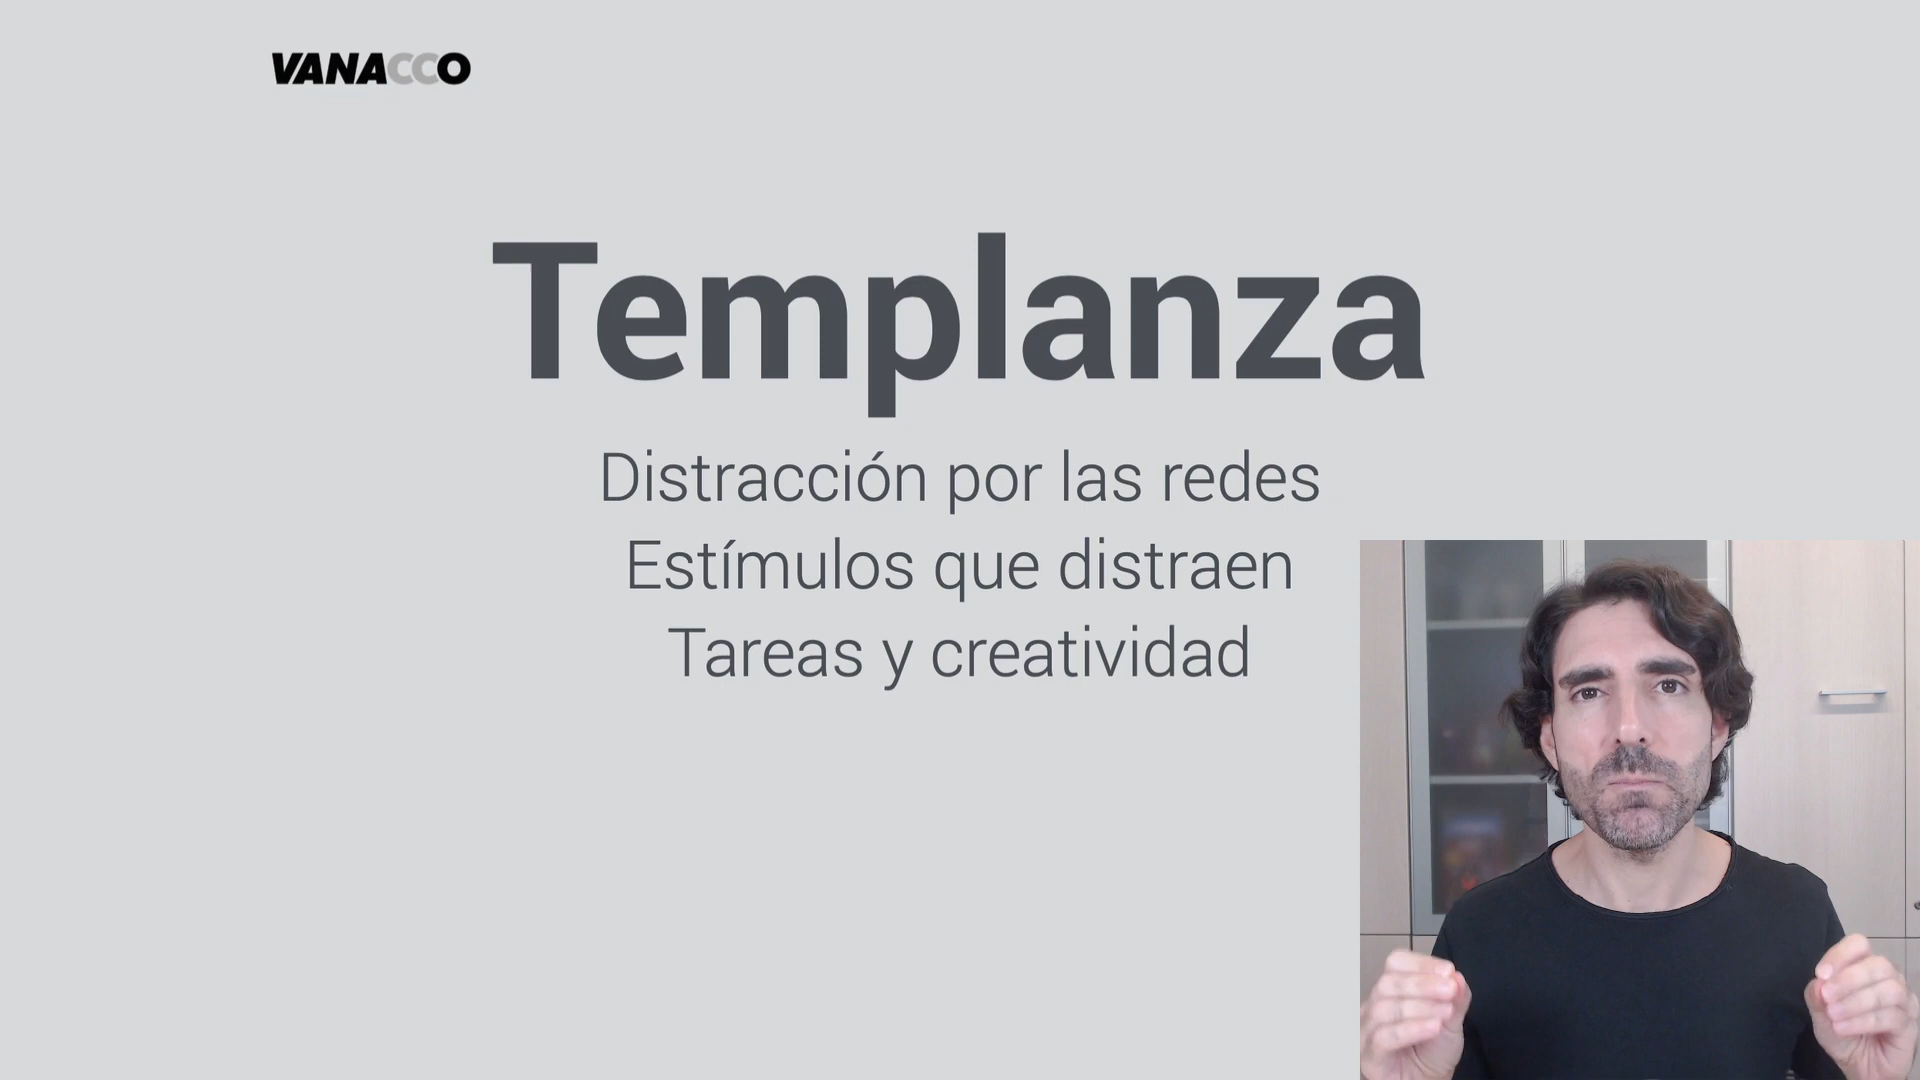 VANACCO
Templanza
Distracción por las redes
Estímulos que distraen
Tareas y creatividad